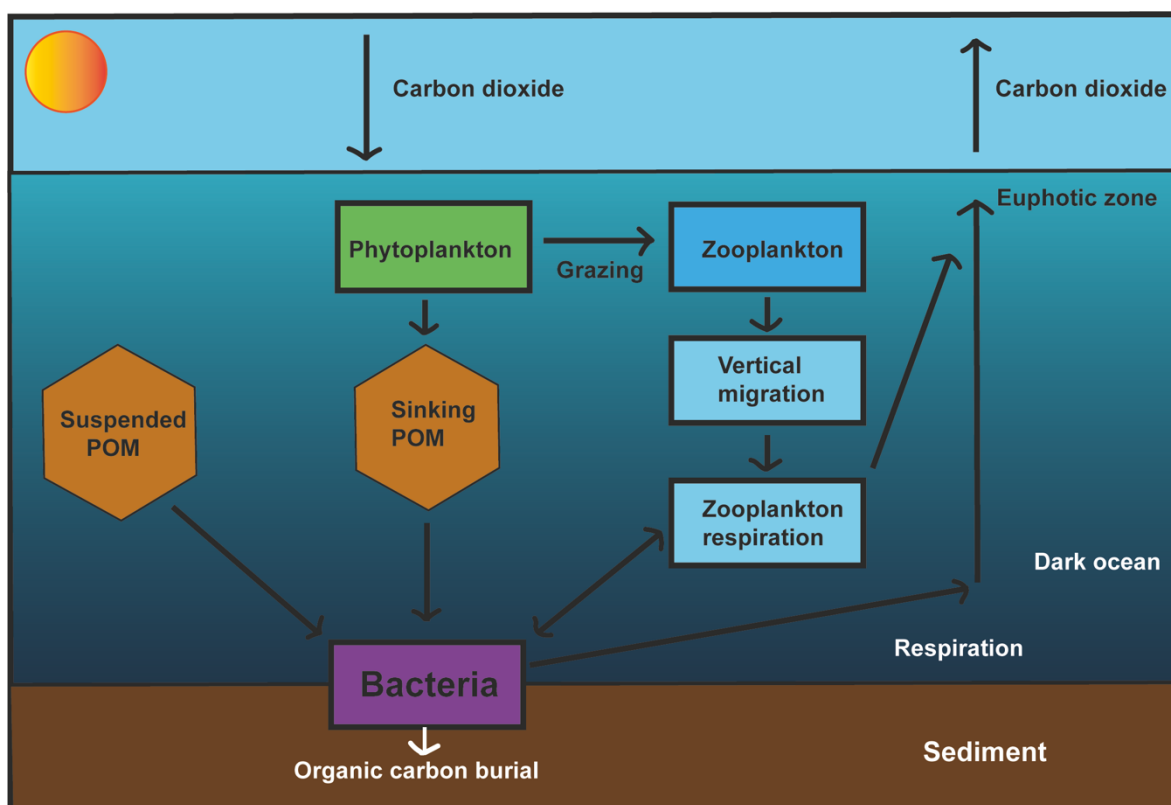 Carbon dioxide
Carbon dioxide
Euphotic zone
Phytoplankton
Grazing
Zooplankton
Vertical
migration
Suspended
POM
Sinking
POM
Zooplankton
respiration
Dark ocean
Respiration
Bacteria
Organic carbon burial
Sediment